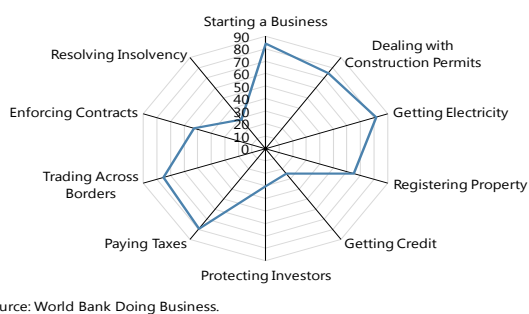 Starting a Business
90
80
70
60
50
40
30
20
10
0
Dealing with
Construction Permits
Getting Electricity
Registering Property
Getting Credit
Protecting Investors
Paying Taxes
Trading Across
Borders
Enforcing Contracts
Resolving Insolvency
urce: World Bank Doing Business.